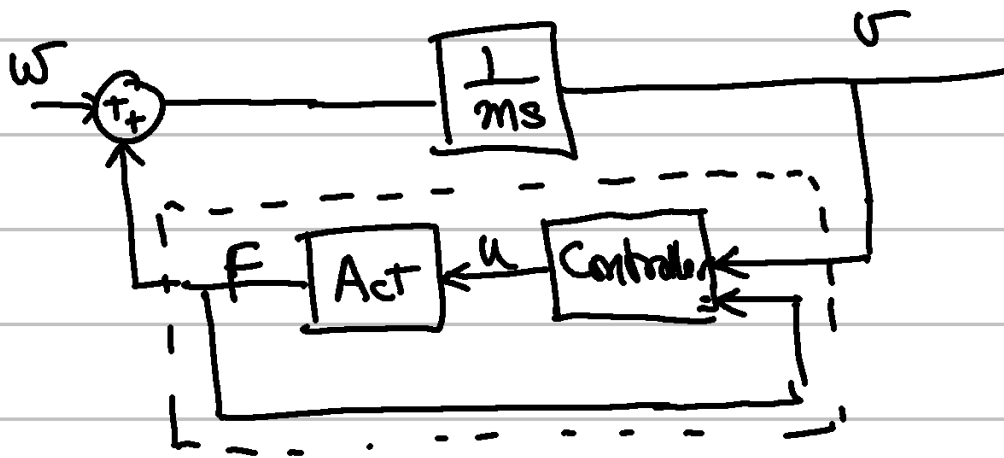 w
v
1
ms
+
+
F
Act
u
Controller
-